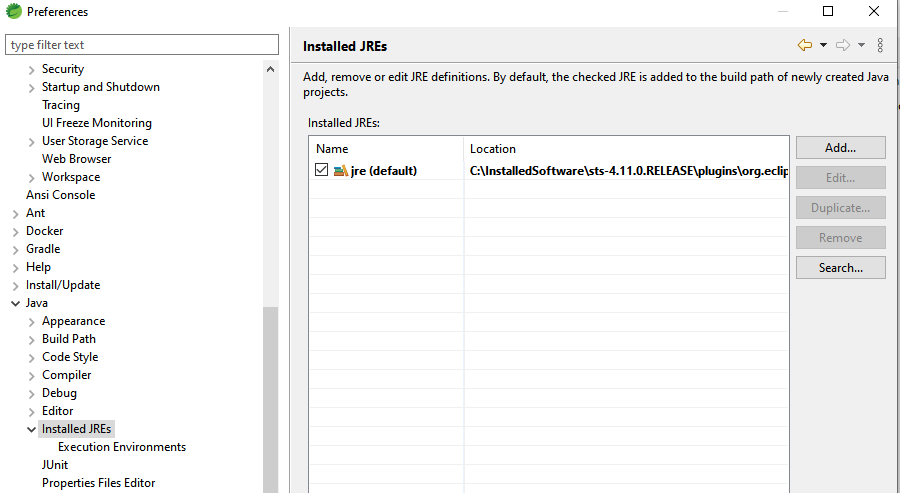 Preferences
type filter text
Security
Startup and Shutdown
Tracing
UI Freeze Monitoring
User Storage Service
Web Browser
Workspace
Ansi Console
Ant
Docker
Gradle
Help
Install/Update
Java
Appearance
Build Path
Code Style
Compiler
Debug
Editor
Installed JREs
Execution Environments
JUnit
Properties Files Editor
Installed JREs
Add, remove or edit JRE definitions. By default, the checked JRE is added to the build path of newly created Java
projects.
Installed JREs:
Name Location
jre (default) C:\InstalledSoftware\sts-4.11.0.RELEASE\plugins\org.eclip
Add...
Edit...
Duplicate...
Remove
Search...